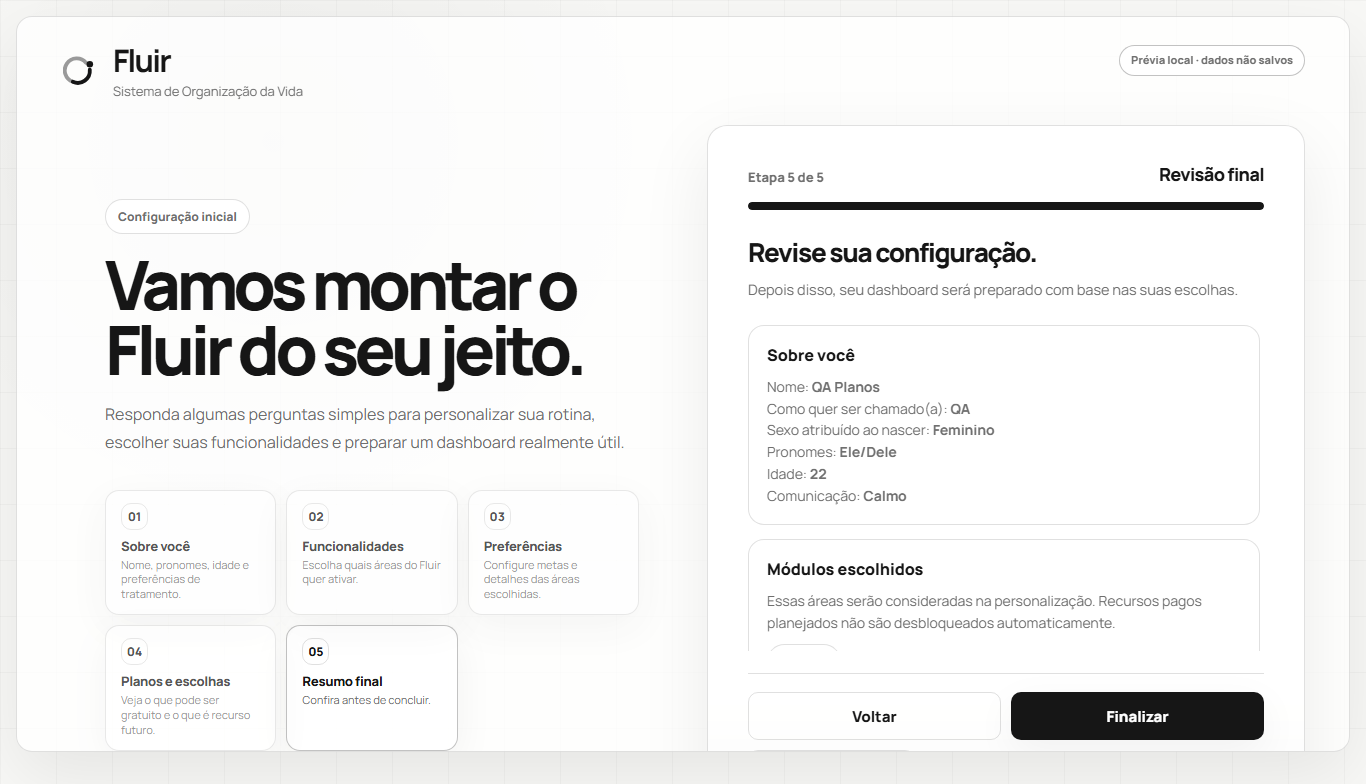 Fluir
Sistema de Organização da Vida
Prévia local · dados não salvos
Configuração inicial
Vamos montar o
Fluir do seu jeito.
Responda algumas perguntas simples para personalizar sua rotina,
escolher suas funcionalidades e preparar um dashboard realmente útil.
01
Sobre você
Nome, pronomes, idade e
preferências de
tratamento.
02
Funcionalidades
Escolha quais áreas do Fluir
quer ativar.
03
Preferências
Configure metas e
detalhes das áreas
escolhidas.
04
Planos e escolhas
Veja o que pode ser
gratuito e o que é recurso
futuro.
05
Resumo final
Confira antes de concluir.
Etapa 5 de 5
Revisão final
Revise sua configuração.
Depois disso, seu dashboard será preparado com base nas suas escolhas.
Sobre você
Nome: QA Planos
Como quer ser chamado(a): QA
Sexo atribuído ao nascer: Feminino
Pronomes: Ele/Dele
Idade: 22
Comunicação: Calmo
Módulos escolhidos
Essas áreas serão consideradas na personalização. Recursos pagos
planejados não são desbloqueados automaticamente.
Voltar
Finalizar